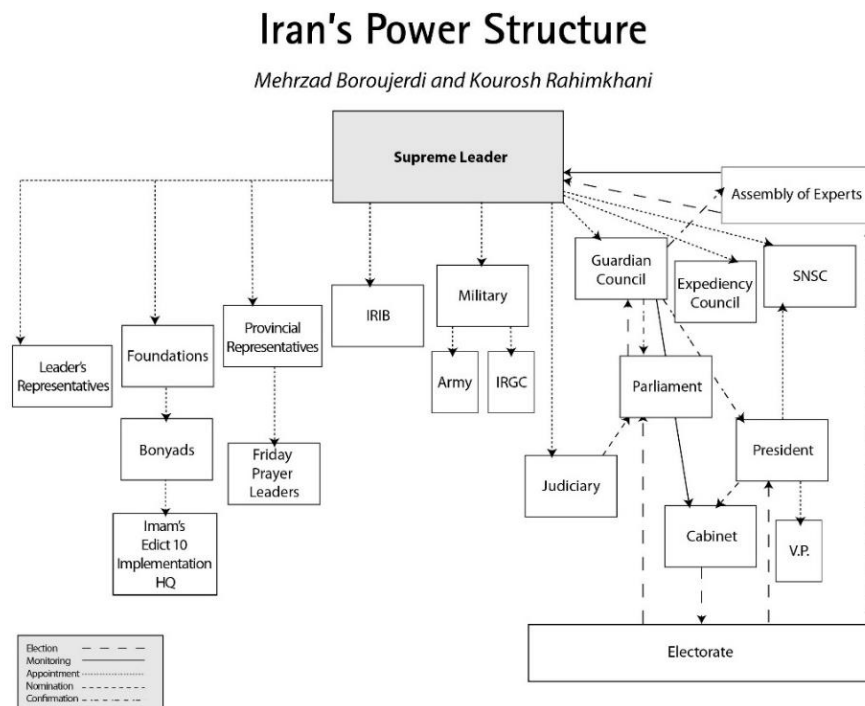 Iran's Power Structure
Mehrzad Boroujerdi and Kourosh Rahimkhani
Supreme Leader
Assembly of Experts
Guardian
Council
Expediency
Council
SNSC
IRIB
Military
Provincial
Representatives
Foundations
Leader's
Representatives
Army
IRGC
Parliament
President
Bonyads
Friday
Prayer
Leaders
Judiciary
Cabinet
V.P.
Imam's
Edict 10
Implementation
HQ
Electorate
Election
Monitoring
Appointment
Nomination
Confirmation